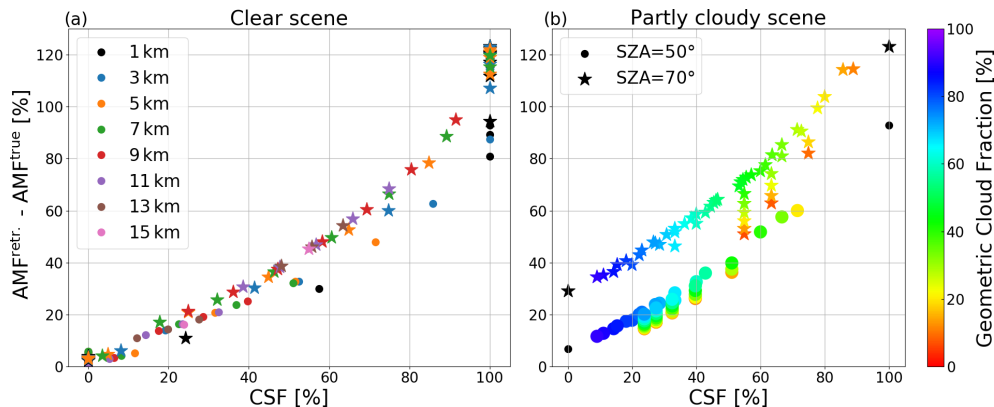 (a)
Clear scene
(b)
Partly cloudy scene
AMF^retr. - AMF^true [%]
120
100
80
60
40
20
0
1 km
3 km
5 km
7 km
9 km
11 km
13 km
15 km
0 20 40 60 80 100
CSF [%]
120
100
80
60
40
20
0
SZA=50°
SZA=70°
0 20 40 60 80 100
CSF [%]
100
80
60
40
20
0
Geometric Cloud Fraction [%]